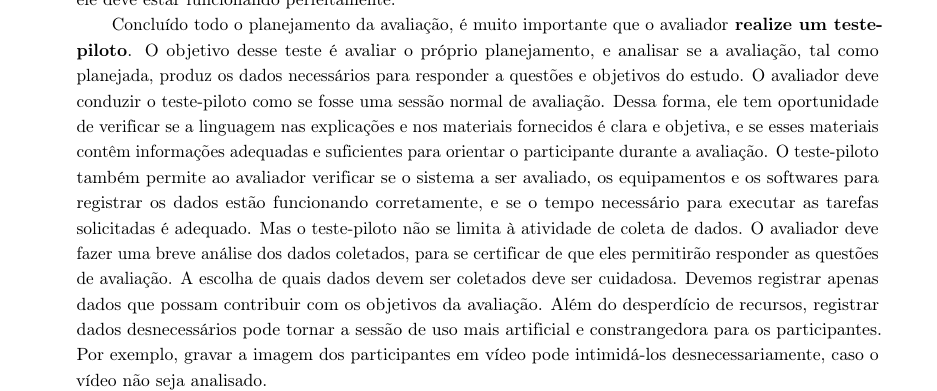 ele deve estar funcionando perfeitamente.
Concluído todo o planejamento da avaliação, é muito importante que o avaliador realize um teste-
piloto. O objetivo desse teste é avaliar o próprio planejamento, e analisar se a avaliação, tal como
planejada, produz os dados necessários para responder a questões e objetivos do estudo. O avaliador deve
conduzir o teste-piloto como se fosse uma sessão normal de avaliação. Dessa forma, ele tem oportunidade
de verificar se a linguagem nas explicações e nos materiais fornecidos é clara e objetiva, e se esses materiais
contêm informações adequadas e suficientes para orientar o participante durante a avaliação. O teste-piloto
também permite ao avaliador verificar se o sistema a ser avaliado, os equipamentos e os softwares para
registrar os dados estão funcionando corretamente, e se o tempo necessário para executar as tarefas
solicitadas é adequado. Mas o teste-piloto não se limita à atividade de coleta de dados. O avaliador deve
fazer uma breve análise dos dados coletados, para se certificar de que eles permitirão responder as questões
de avaliação. A escolha de quais dados devem ser coletados deve ser cuidadosa. Devemos registrar apenas
dados que possam contribuir com os objetivos da avaliação. Além do desperdício de recursos, registrar
dados desnecessários pode tornar a sessão de uso mais artificial e constrangedora para os participantes.
Por exemplo, gravar a imagem dos participantes em vídeo pode intimidá-los desnecessariamente, caso o
vídeo não seja analisado.